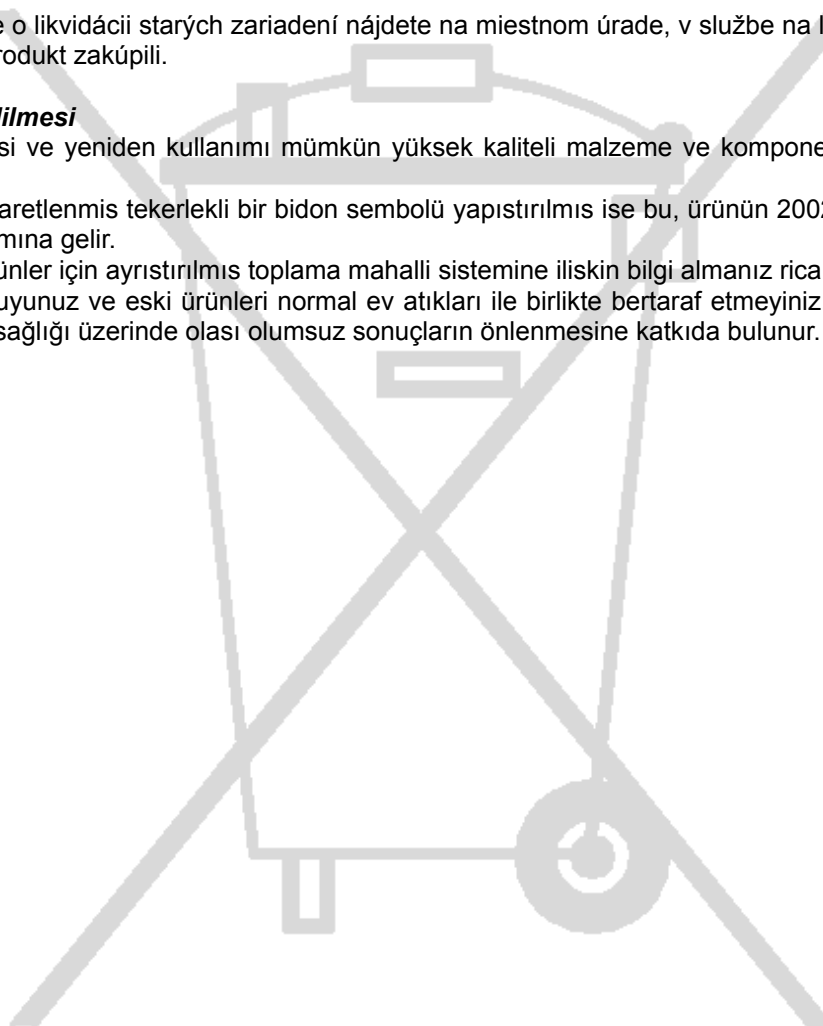 e o likvidácii starých zariadení nájdete na miestnom úrade, v službe na l
rodukt zakúpili.
lilmesi
si ve yeniden kullanımı mümkün yüksek kaliteli malzeme ve kompone
aretlenmis tekerlekli bir bidon sembolü yapıstırılmıs ise bu, ürünün 2002
mına gelir.
ünler için ayrıstırılmıs toplama mahalli sistemine iliskin bilgi almanız rica
uyunuz ve eski ürünleri normal ev atıkları ile birlikte bertaraf etmeyiniz.
sağlığı üzerinde olası olumsuz sonuçların önlenmesine katkıda bulunur.